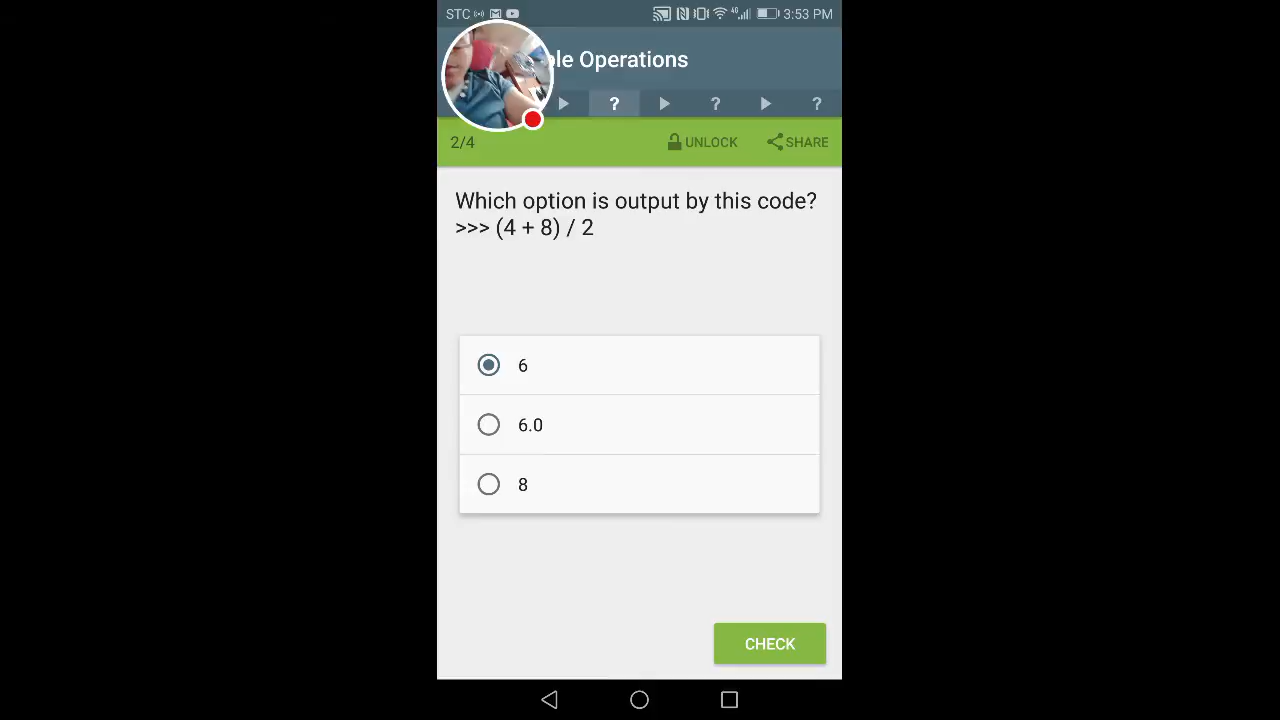 STC 4G 3:53 PM
ple Operations
? ? ?
2/4 UNLOCK SHARE
Which option is output by this code?
>>> (4 + 8) / 2
6
6.0
8
CHECK